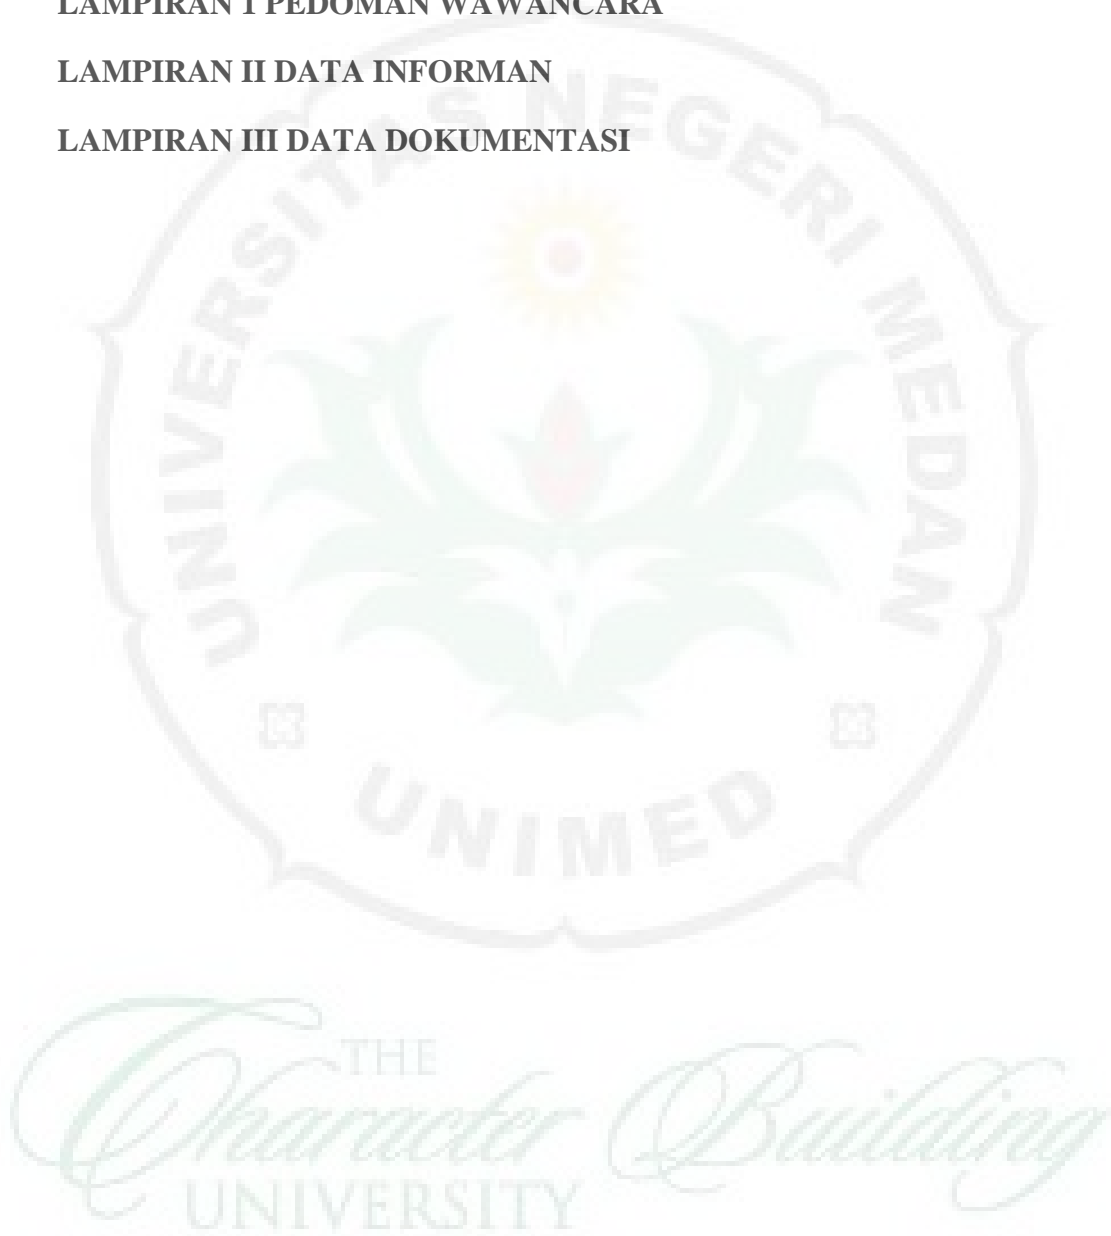 LAMPIRAN 1 PEDOMAN WAWANCARA
LAMPIRAN II DATA INFORMAN
LAMPIRAN III DATA DOKUMENTASI
UNIVERSITAS NEGERI MEDAN
UNIMED
THE
Character Building
UNIVERSITY